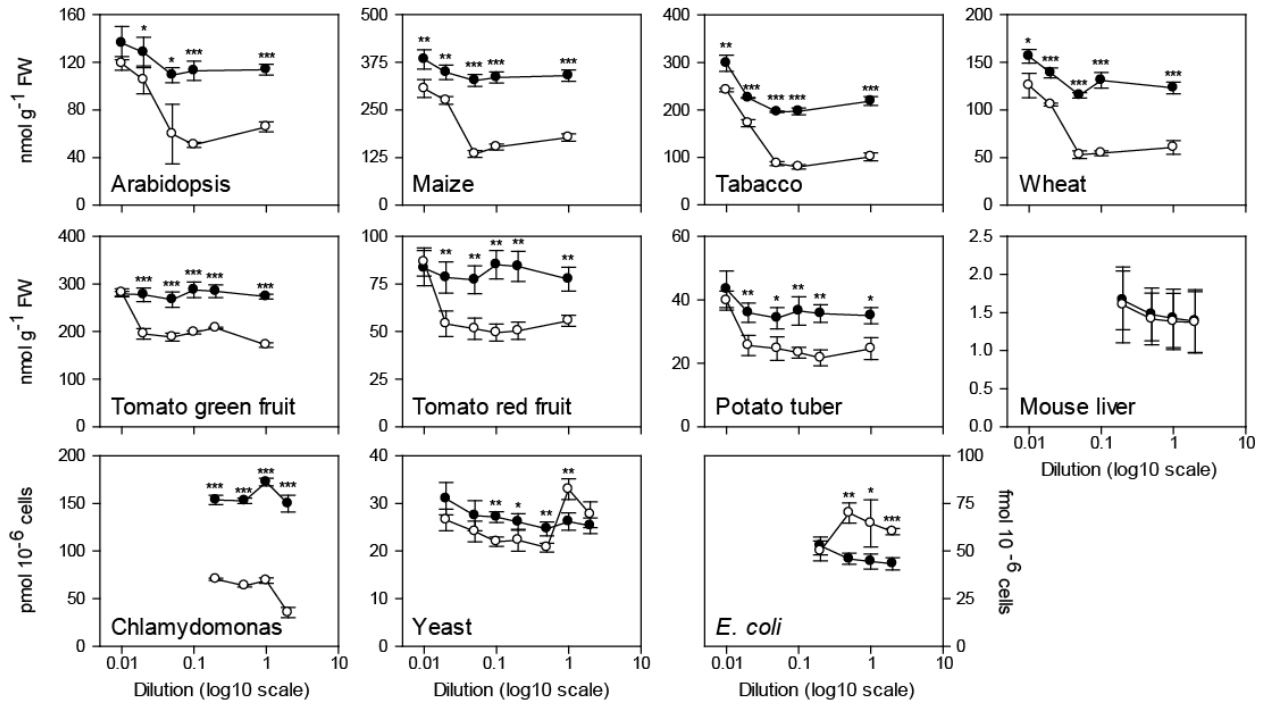 160
120
80
40
0
nmol g⁻¹ FW
* * *** ***
Arabidopsis
500
375
250
125
0
** ** *** *** ***
Maize
400
300
200
100
0
** *** *** *** ***
Tabacco
200
150
100
50
0
* *** *** *** ***
Wheat
400
300
200
100
0
nmol g⁻¹ FW
*** *** *** *** ***
Tomato green fruit
100
75
50
25
0
** ** ** ** **
Tomato red fruit
60
40
20
0
** * ** ** *
Potato tuber
2.5
2.0
1.5
1.0
0.5
0.0
Mouse liver
0.01 0.1 1 10
Dilution (log10 scale)
200
150
100
50
0
pmol 10⁻⁶ cells
*** *** *** ***
Chlamydomonas
0.01 0.1 1 10
Dilution (log10 scale)
40
30
20
10
0
** * ** **
Yeast
0.01 0.1 1 10
Dilution (log10 scale)
** * ***
E. coli
100
75
50
25
0
fmol 10 ⁻⁶ cells
0.01 0.1 1 10
Dilution (log10 scale)